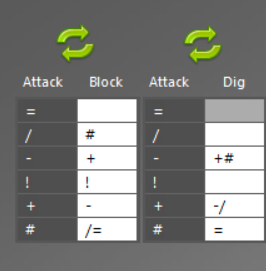 Attack Block Attack Dig
= =
/ # /
- + - +#
! ! !
+ - + -/
# /= # =